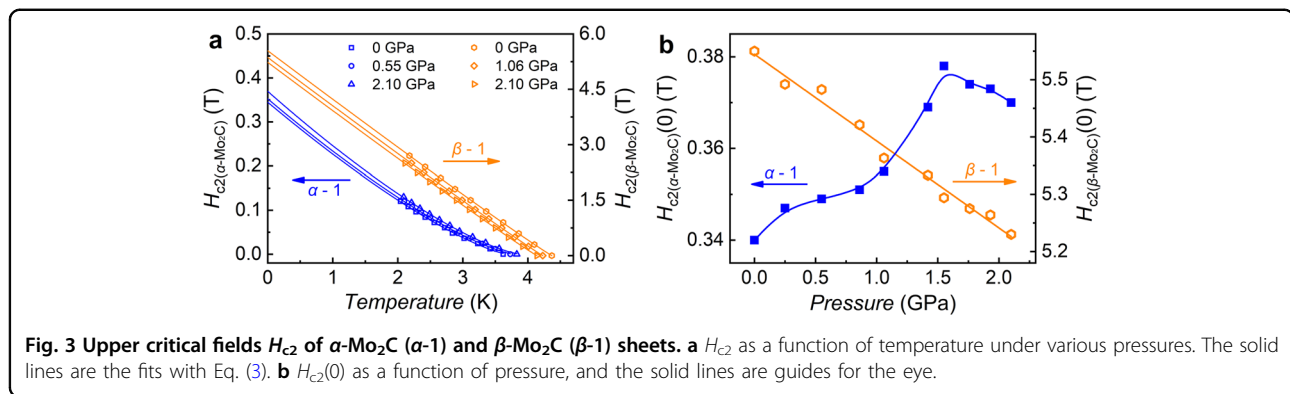 a
b
0.5
0.4
0.3
0.2
0.1
0.0
H c2(α-Mo2C) (T)
0 GPa
0.55 GPa
2.10 GPa
0 GPa
1.06 GPa
2.10 GPa
β - 1
α - 1
6.0
4.5
3.0
1.5
0.0
H c2(β-Mo2C) (T)
0 1 2 3 4
Temperature (K)
0.38
0.36
0.34
H c2(α-Mo2C)(0) (T)
α - 1
β - 1
5.5
5.4
5.3
5.2
H c2(β-Mo2C)(0) (T)
0.0 0.5 1.0 1.5 2.0
Pressure (GPa)
Fig. 3 Upper critical fields Hc2 of α-Mo2C (α-1) and β-Mo2C (β-1) sheets. a Hc2 as a function of temperature under various pressures. The solid
lines are the fits with Eq. (3). b Hc2(0) as a function of pressure, and the solid lines are guides for the eye.